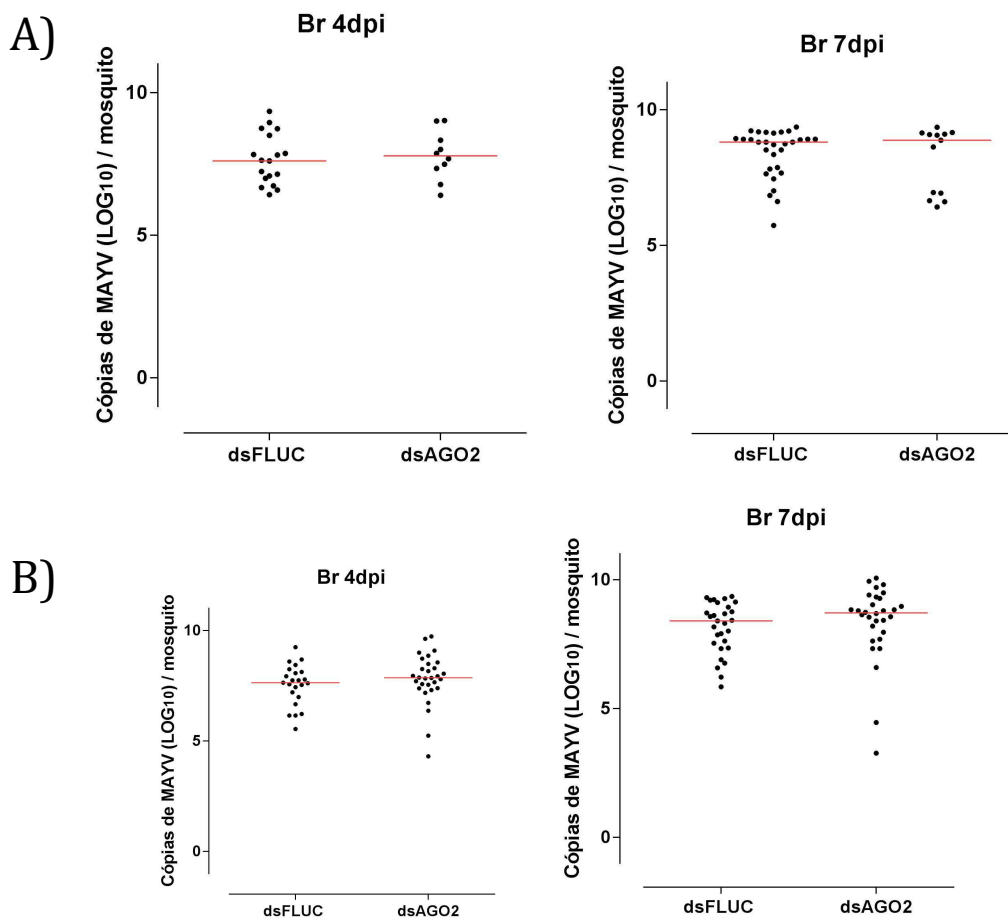 A)
Br 4dpi
Cópias de MAYV (LOG10) / mosquito
10
5
0
dsFLUC
dsAGO2
Br 7dpi
Cópias de MAYV (LOG10) / mosquito
10
5
0
dsFLUC
dsAGO2
B)
Br 4dpi
Cópias de MAYV (LOG10) / mosquito
10
5
0
dsFLUC
dsAGO2
Br 7dpi
Cópias de MAYV (LOG10) / mosquito
10
5
0
dsFLUC
dsAGO2